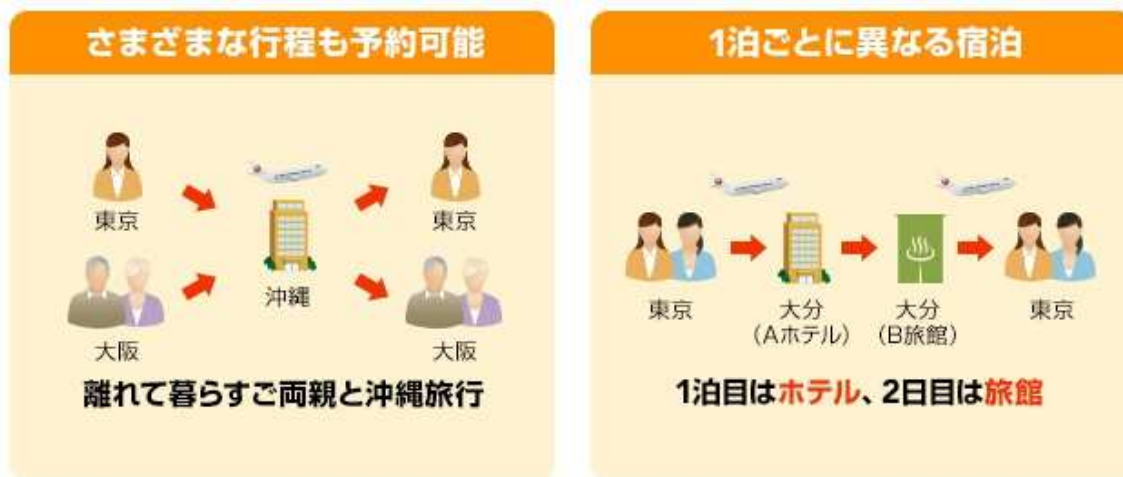 さまざまな行程も予約可能
東京
東京
沖縄
大阪
大阪
離れて暮らすご両親と沖縄旅行
1泊ごとに異なる宿泊
東京
大分
(Aホテル)
大分
(B旅館)
東京
1泊目はホテル、2日目は旅館